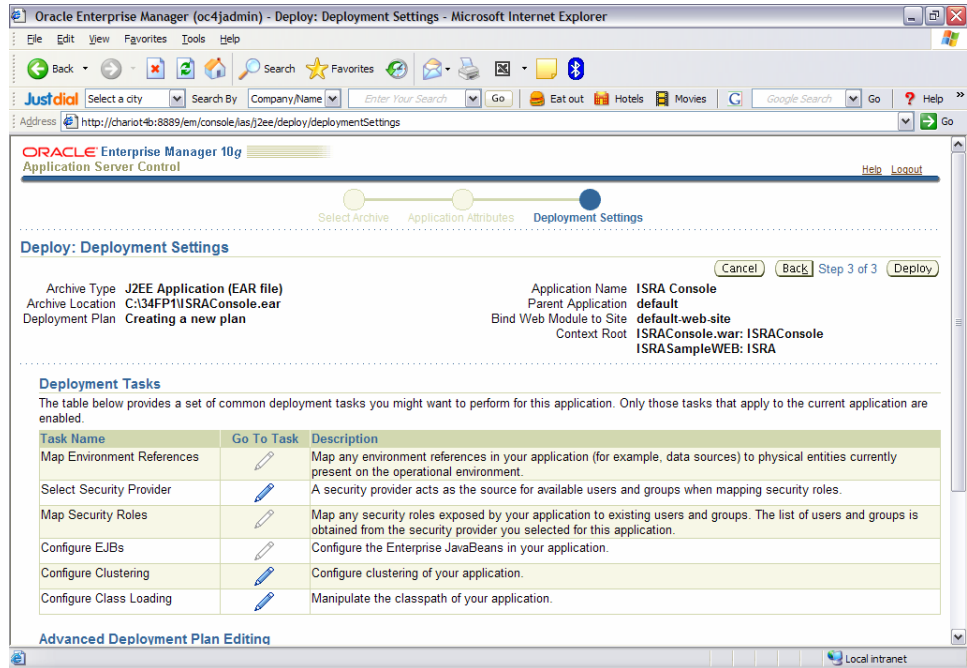 Oracle Enterprise Manager (oc4jadmin) - Deploy: Deployment Settings - Microsoft Internet Explorer
File Edit View Favorites Tools Help
Back Search Favorites
Justdial Select a city Search By Company/Name Enter Your Search Go Eat out Hotels Movies G Google Search Go ? Help »
Address http://chariot4b:8889/em/console/ias/j2ee/deploy/deploymentSettings Go
ORACLE Enterprise Manager 10g
Application Server Control
Help Logout
Select Archive Application Attributes Deployment Settings
Deploy: Deployment Settings
Cancel Back Step 3 of 3 Deploy
Archive Type J2EE Application (EAR file)
Archive Location C:\34FP1\ISRAConsole.ear
Deployment Plan Creating a new plan
Application Name ISRA Console
Parent Application default
Bind Web Module to Site default-web-site
Context Root ISRAConsole.war: ISRAConsole
ISRASampleWEB: ISRA
Deployment Tasks
The table below provides a set of common deployment tasks you might want to perform for this application. Only those tasks that apply to the current application are
enabled.
Task Name Go To Task Description
Map Environment References Map any environment references in your application (for example, data sources) to physical entities currently
present on the operational environment.
Select Security Provider A security provider acts as the source for available users and groups when mapping security roles.
Map Security Roles Map any security roles exposed by your application to existing users and groups. The list of users and groups is
obtained from the security provider you selected for this application.
Configure EJBs Configure the Enterprise JavaBeans in your application.
Configure Clustering Configure clustering of your application.
Configure Class Loading Manipulate the classpath of your application.
Advanced Deployment Plan Editing
Local intranet